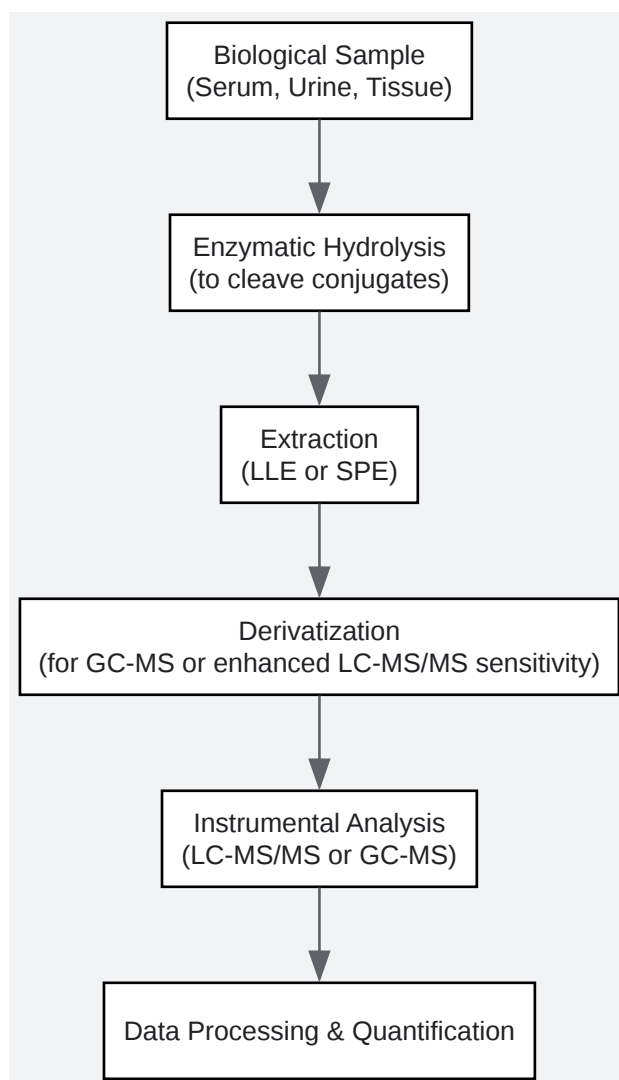 Biological Sample
(Serum, Urine, Tissue)
Enzymatic Hydrolysis
(to cleave conjugates)
Extraction
(LLE or SPE)
Derivatization
(for GC-MS or enhanced LC-MS/MS sensitivity)
Instrumental Analysis
(LC-MS/MS or GC-MS)
Data Processing & Quantification